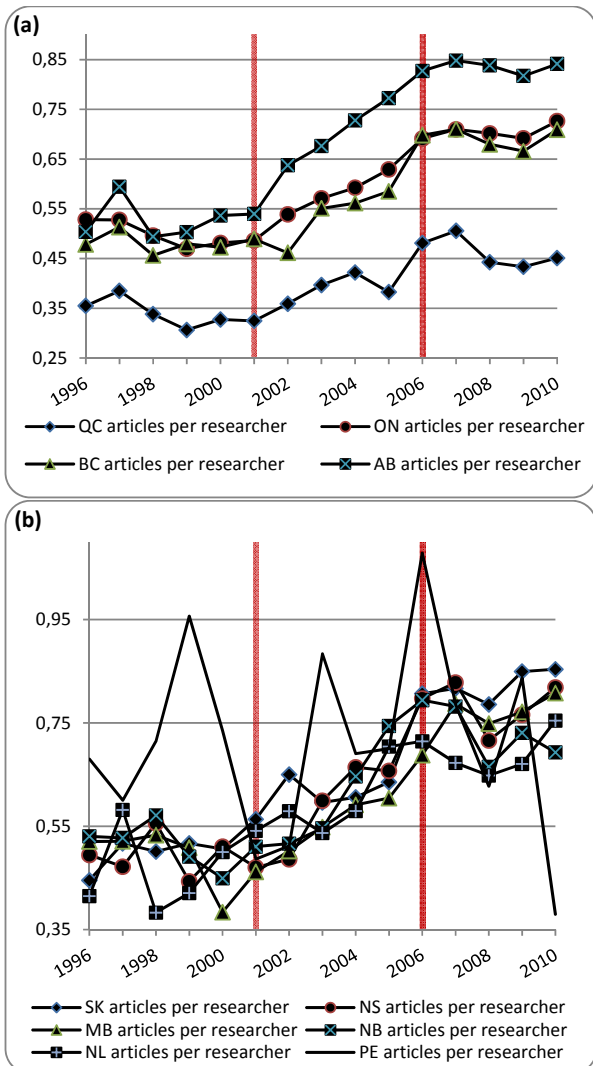 (a)
0,85
0,75
0,65
0,55
0,45
0,35
0,25
1996 1998 2000 2002 2004 2006 2008 2010
QC articles per researcher ON articles per researcher
BC articles per researcher AB articles per researcher
(b)
0,95
0,75
0,55
0,35
1996 1998 2000 2002 2004 2006 2008 2010
SK articles per researcher NS articles per researcher
MB articles per researcher NB articles per researcher
NL articles per researcher PE articles per researcher